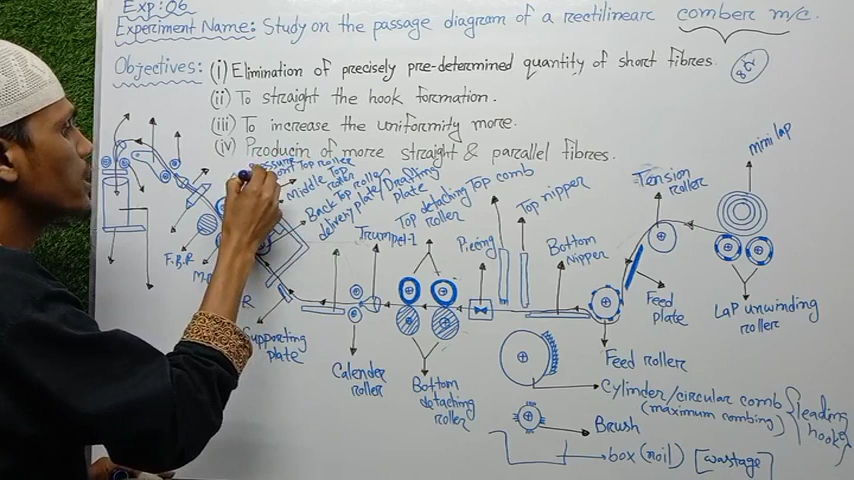 Exp: 06
Experiment Name: Study on the passage diagram of a rectilinear comber m/c.
Objectives: (i) Elimination of precisely pre-determined quantity of short fibres.
(ii) To straight the hook formation.
(iii) To increase the uniformity more.
(iv) Producin of more straight & parallel fibres.
mini lap
Top roller
Middle Top
roller
Back Top roller
delivery plate/Drafting
plate
Top detaching
roller
Top comb
Top nipper
Tension
roller
Trumpet-1
Piecing
Bottom
nipper
F.B.R
R
Supporting
plate
Calender
roller
Bottom
detaching
roller
Feed
plate
Lap unwinding
roller
Feed roller
Cylinder/circular comb
(maximum combing)
leading
hook
Brush
box (noil) [wastage]